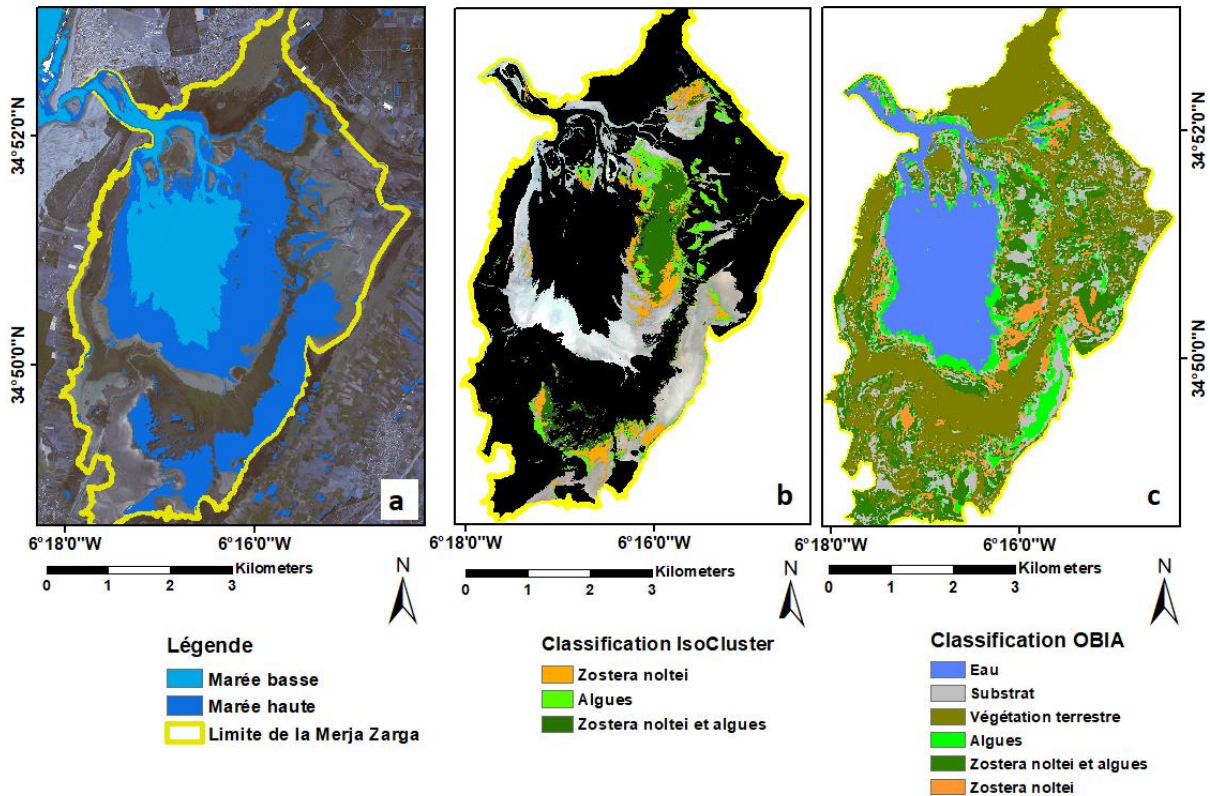 34°52'0"N
34°50'0"N
a
b
c
34°52'0"N
34°50'0"N
6°18'0"W
6°16'0"W
6°18'0"W
6°16'0"W
6°18'0"W
6°16'0"W
Kilometers
0 1 2 3
N
Kilometers
0 1 2 3
N
Kilometers
0 1 2 3
N
Légende
Marée basse
Marée haute
Limite de la Merja Zarga
Classification IsoCluster
Zostera noltei
Algues
Zostera noltei et algues
Classification OBIA
Eau
Substrat
Végétation terrestre
Algues
Zostera noltei et algues
Zostera noltei